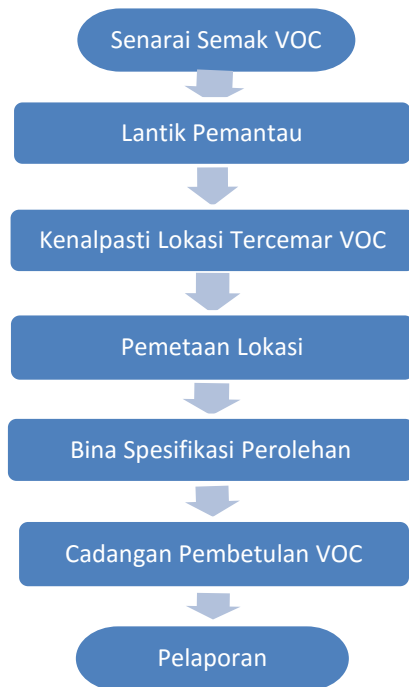 Senarai Semak VOC
Lantik Pemantau
Kenalpasti Lokasi Tercemar VOC
Pemetaan Lokasi
Bina Spesifikasi Perolehan
Cadangan Pembetulan VOC
Pelaporan